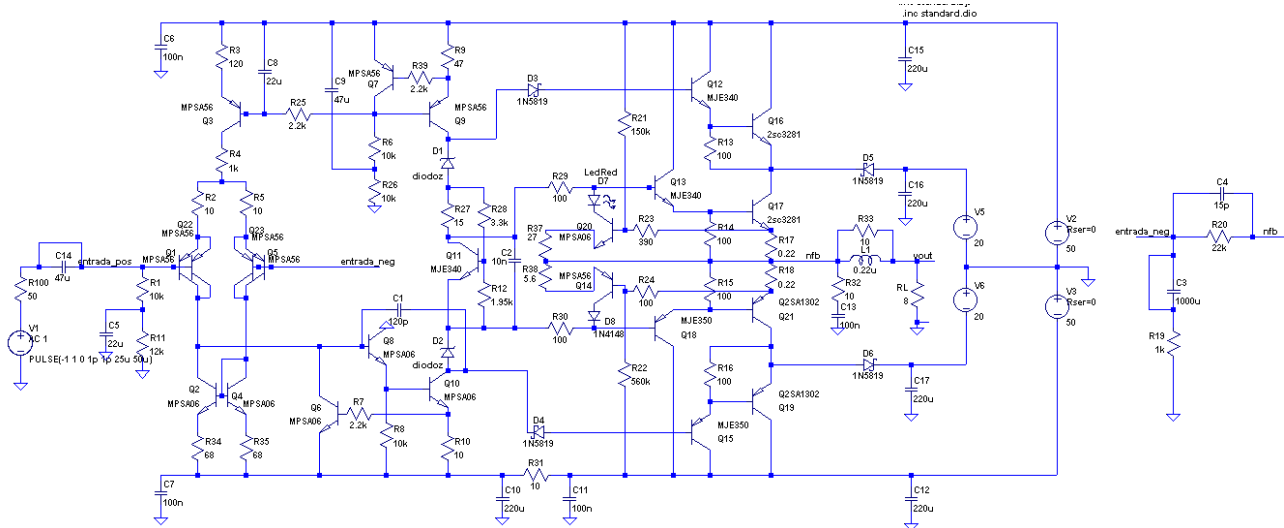 .inc standard.dio
C6
100n
R3
120
C8
22u
MPSA56
Q3
R25
2.2k
R4
1k
C9
47u
MPSA56
Q7
R39
2.2k
R9
47
MPSA56
Q9
R6
10k
R26
10k
D1
diodoz
D3
1N5819
Q12
MJE340
R21
150k
R13
100
Q16
2sc3281
C15
220u
R2
10
R5
10
Q22
MPSA56
Q23
MPSA56
Q1
MPSA56
Q5
MPSA56
entrada_pos
entrada_neg
C14
47u
R100
50
R1
10k
C5
22u
R11
12k
V1
AC 1
PULSE(-1 1 0 1p 1p 25u 50u)
R27
15
R28
3.3k
Q11
MJE340
R12
1.95k
C2
10n
R29
100
LedRed
D7
Q13
MJE340
Q17
2sc3281
R37
27
Q20
MPSA06
R23
390
R14
100
R17
0.22
R38
5.6
MPSA56
Q14
R24
100
R15
100
R18
0.22
nfb
R33
10
L1
0.22u
vout
R32
10
C13
100n
RL
8
D5
1N5819
C16
220u
V5
20
V6
20
V2
Rser=0
50
V3
Rser=0
50
C4
15p
entrada_neg
R20
22k
nfb
C3
1000u
R19
1k
C1
120p
Q8
MPSA06
D2
diodoz
R30
100
D8
1N4148
MJE350
Q18
Q2SA1302
Q21
Q2
MPSA06
Q4
MPSA06
Q6
MPSA06
R7
2.2k
R8
10k
Q10
MPSA06
R10
10
R34
68
R35
68
D4
1N5819
R22
560k
R16
100
MJE350
Q15
Q2SA1302
Q19
D6
1N5819
C17
220u
C7
100n
C10
220u
R31
10
C11
100n
C12
220u